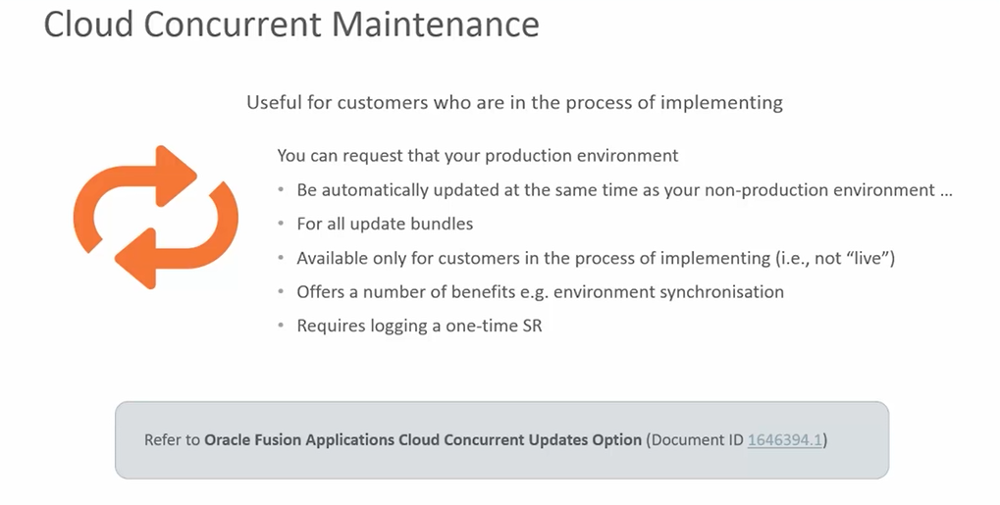 Cloud Concurrent Maintenance
Useful for customers who are in the process of implementing
You can request that your production environment
• Be automatically updated at the same time as your non-production environment ...
• For all update bundles
• Available only for customers in the process of implementing (i.e., not “live”)
• Offers a number of benefits e.g. environment synchronisation
• Requires logging a one-time SR
Refer to Oracle Fusion Applications Cloud Concurrent Updates Option (Document ID 1646394.1)